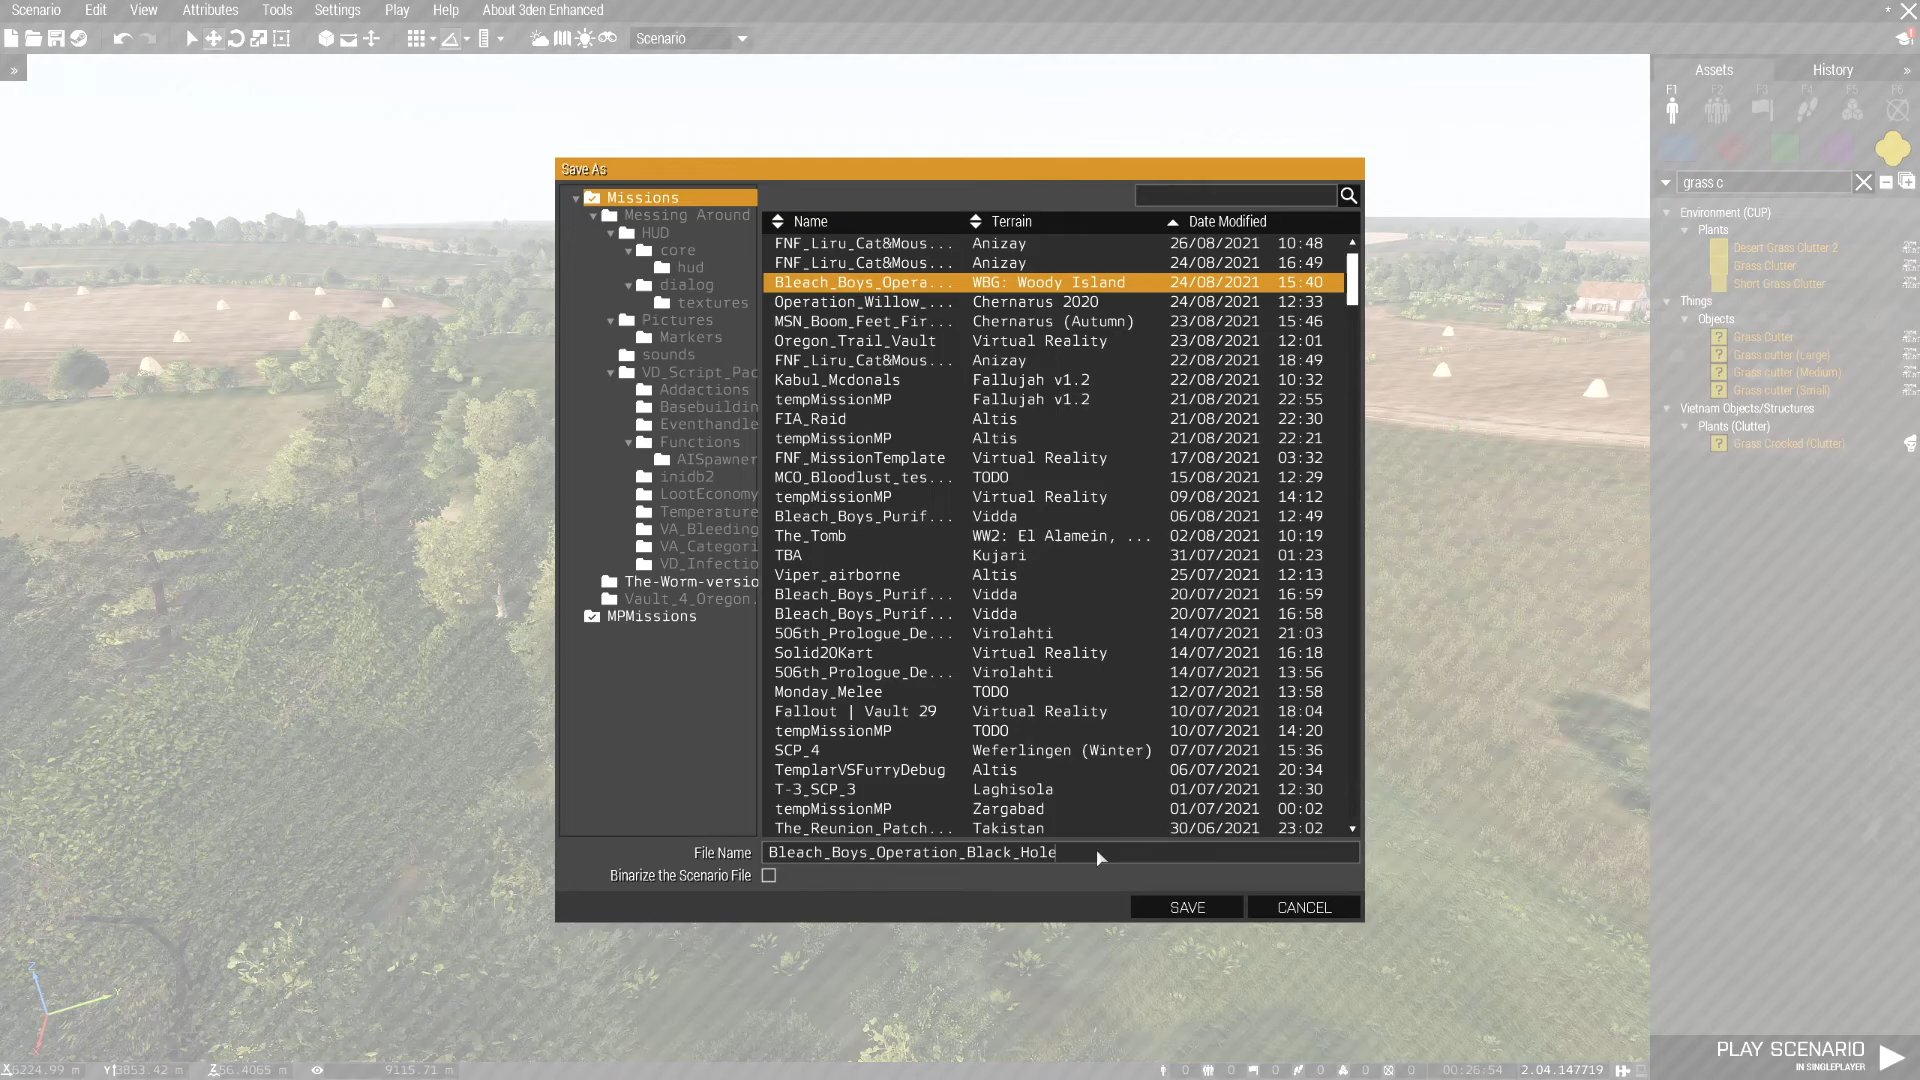 Scenario Edit View Attributes Tools Settings Play Help About 3den Enhanced
*
Scenario
Assets History
F1 F2 F3 F4 F5 F6
grass c
Environment (CUP)
Plants
Desert Grass Clutter 2
Grass Clutter
Short Grass Clutter
Things
Objects
Grass Cutter
Grass cutter (Large)
Grass cutter (Medium)
Grass cutter (Small)
Vietnam Objects/Structures
Plants (Clutter)
Grass Crooked (Clutter)
Save As
Missions
Messing Around
HUD
core
hud
dialog
textures
Pictures
Markers
sounds
VD_Script_Pac
Addactions
Basebuildin
Eventhandle
Functions
AISpawner
inidb2
LootEconomy
Temperature
VA_Bleeding
VA_Categori
VD_Infectio
The-Worm-versio
Vault_4_Oregon.
MPMissions
Name Terrain Date Modified
FNF_Liru_Cat&Mous... Anizay 26/08/2021 10:48
FNF_Liru_Cat&Mous... Anizay 24/08/2021 16:49
Bleach_Boys_Opera... WBG: Woody Island 24/08/2021 15:40
Operation_Willow_... Chernarus 2020 24/08/2021 12:33
MSN_Boom_Feet_Fir... Chernarus (Autumn) 23/08/2021 15:46
Oregon_Trail_Vault Virtual Reality 23/08/2021 12:01
FNF_Liru_Cat&Mous... Anizay 22/08/2021 18:49
Kabul_Mcdonals Fallujah v1.2 22/08/2021 10:32
tempMissionMP Fallujah v1.2 21/08/2021 22:55
FIA_Raid Altis 21/08/2021 22:30
tempMissionMP Altis 21/08/2021 22:21
FNF_MissionTemplate Virtual Reality 17/08/2021 03:32
MCO_Bloodlust_tes... TODO 15/08/2021 12:29
tempMissionMP Virtual Reality 09/08/2021 14:12
Bleach_Boys_Purif... Vidda 06/08/2021 12:49
The_Tomb WW2: El Alamein, ... 02/08/2021 10:19
TBA Kujari 31/07/2021 01:23
Viper_airborne Altis 25/07/2021 12:13
Bleach_Boys_Purif... Vidda 20/07/2021 16:59
Bleach_Boys_Purif... Vidda 20/07/2021 16:58
506th_Prologue_De... Virolahti 14/07/2021 21:03
Solid20Kart Virtual Reality 14/07/2021 16:18
506th_Prologue_De... Virolahti 14/07/2021 13:56
Monday_Melee TODO 12/07/2021 13:58
Fallout | Vault 29 Virtual Reality 10/07/2021 18:04
tempMissionMP TODO 10/07/2021 14:20
SCP_4 Weferlingen (Winter) 07/07/2021 15:36
TemplarVSFurryDebug Altis 06/07/2021 20:34
T-3_SCP_3 Laghisola 01/07/2021 12:30
tempMissionMP Zargabad 01/07/2021 00:02
The_Reunion_Patch... Takistan 30/06/2021 23:02
File Name Bleach_Boys_Operation_Black_Hole
Binarize the Scenario File
SAVE CANCEL
Z
Y
PLAY SCENARIO
IN SINGLEPLAYER
9115.71 m 0 0 0 0 0 0 00:26:54 2.04.147719